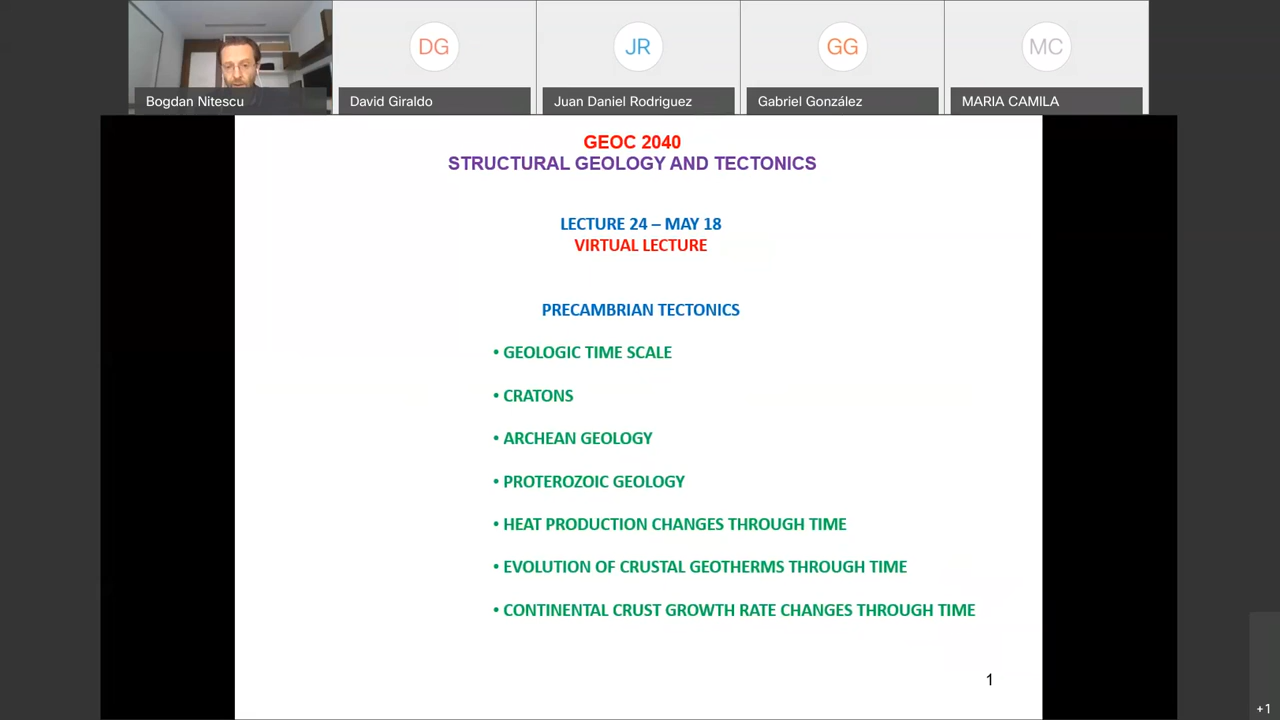 DG
JR
GG
MC
Bogdan Nitescu
David Giraldo
Juan Daniel Rodriguez
Gabriel González
MARIA CAMILA
GEOC 2040
STRUCTURAL GEOLOGY AND TECTONICS
LECTURE 24 – MAY 18
VIRTUAL LECTURE
PRECAMBRIAN TECTONICS
• GEOLOGIC TIME SCALE
• CRATONS
• ARCHEAN GEOLOGY
• PROTEROZOIC GEOLOGY
• HEAT PRODUCTION CHANGES THROUGH TIME
• EVOLUTION OF CRUSTAL GEOTHERMS THROUGH TIME
• CONTINENTAL CRUST GROWTH RATE CHANGES THROUGH TIME
1
+1